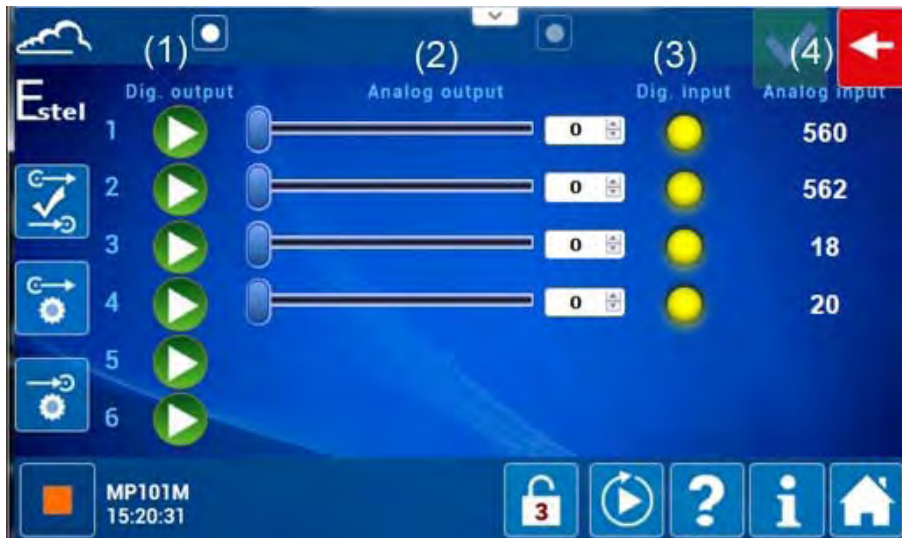 (1) (2) (3) (4)
Dig. output Analog output Dig. input Analog input
Estel
1 0 560
2 0 562
3 0 18
4 0 20
5
6
MP101M
15:20:31
3 ? i